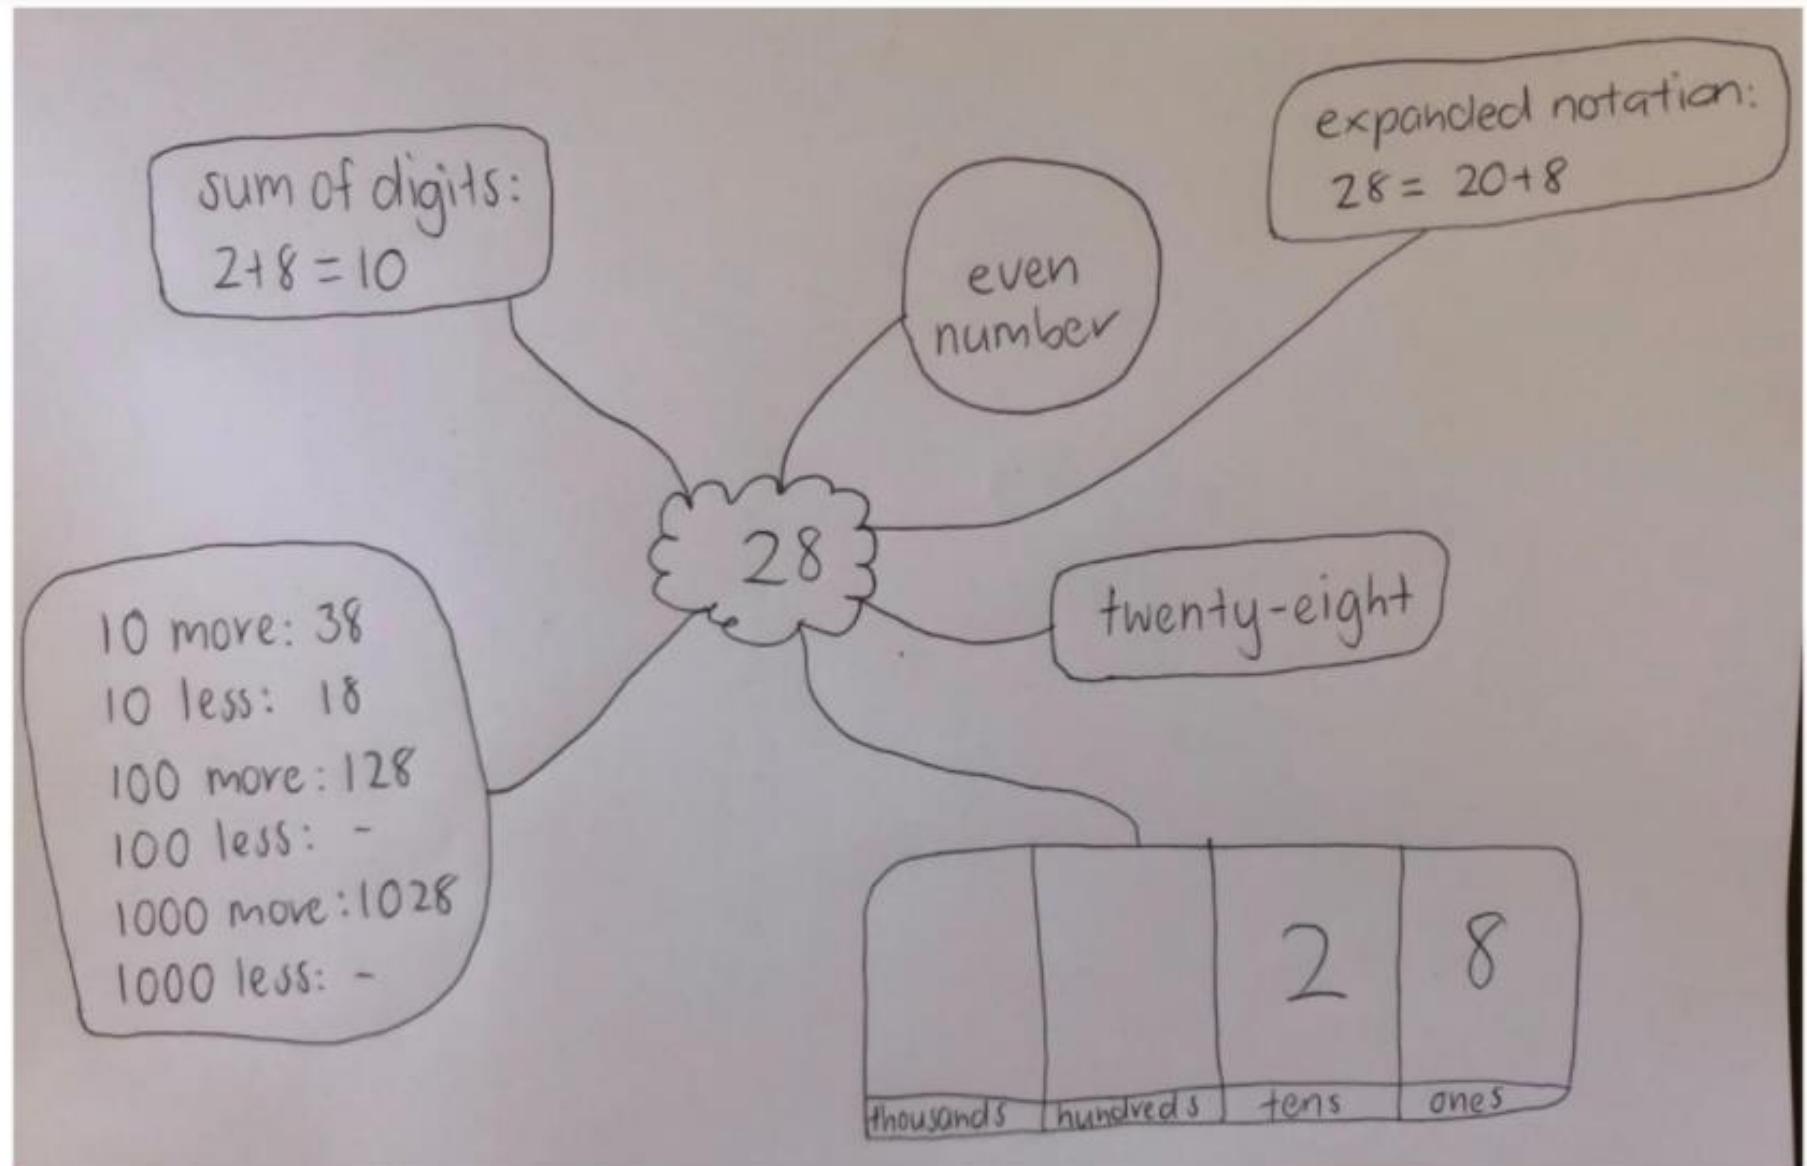 sum of digits:
2+8=10
even
number
expanded notation:
28= 20+8
28
twenty-eight
10 more: 38
10 less: 18
100 more: 128
100 less: -
1000 more: 1028
1000 less: -
2 8
thousands hundreds tens ones